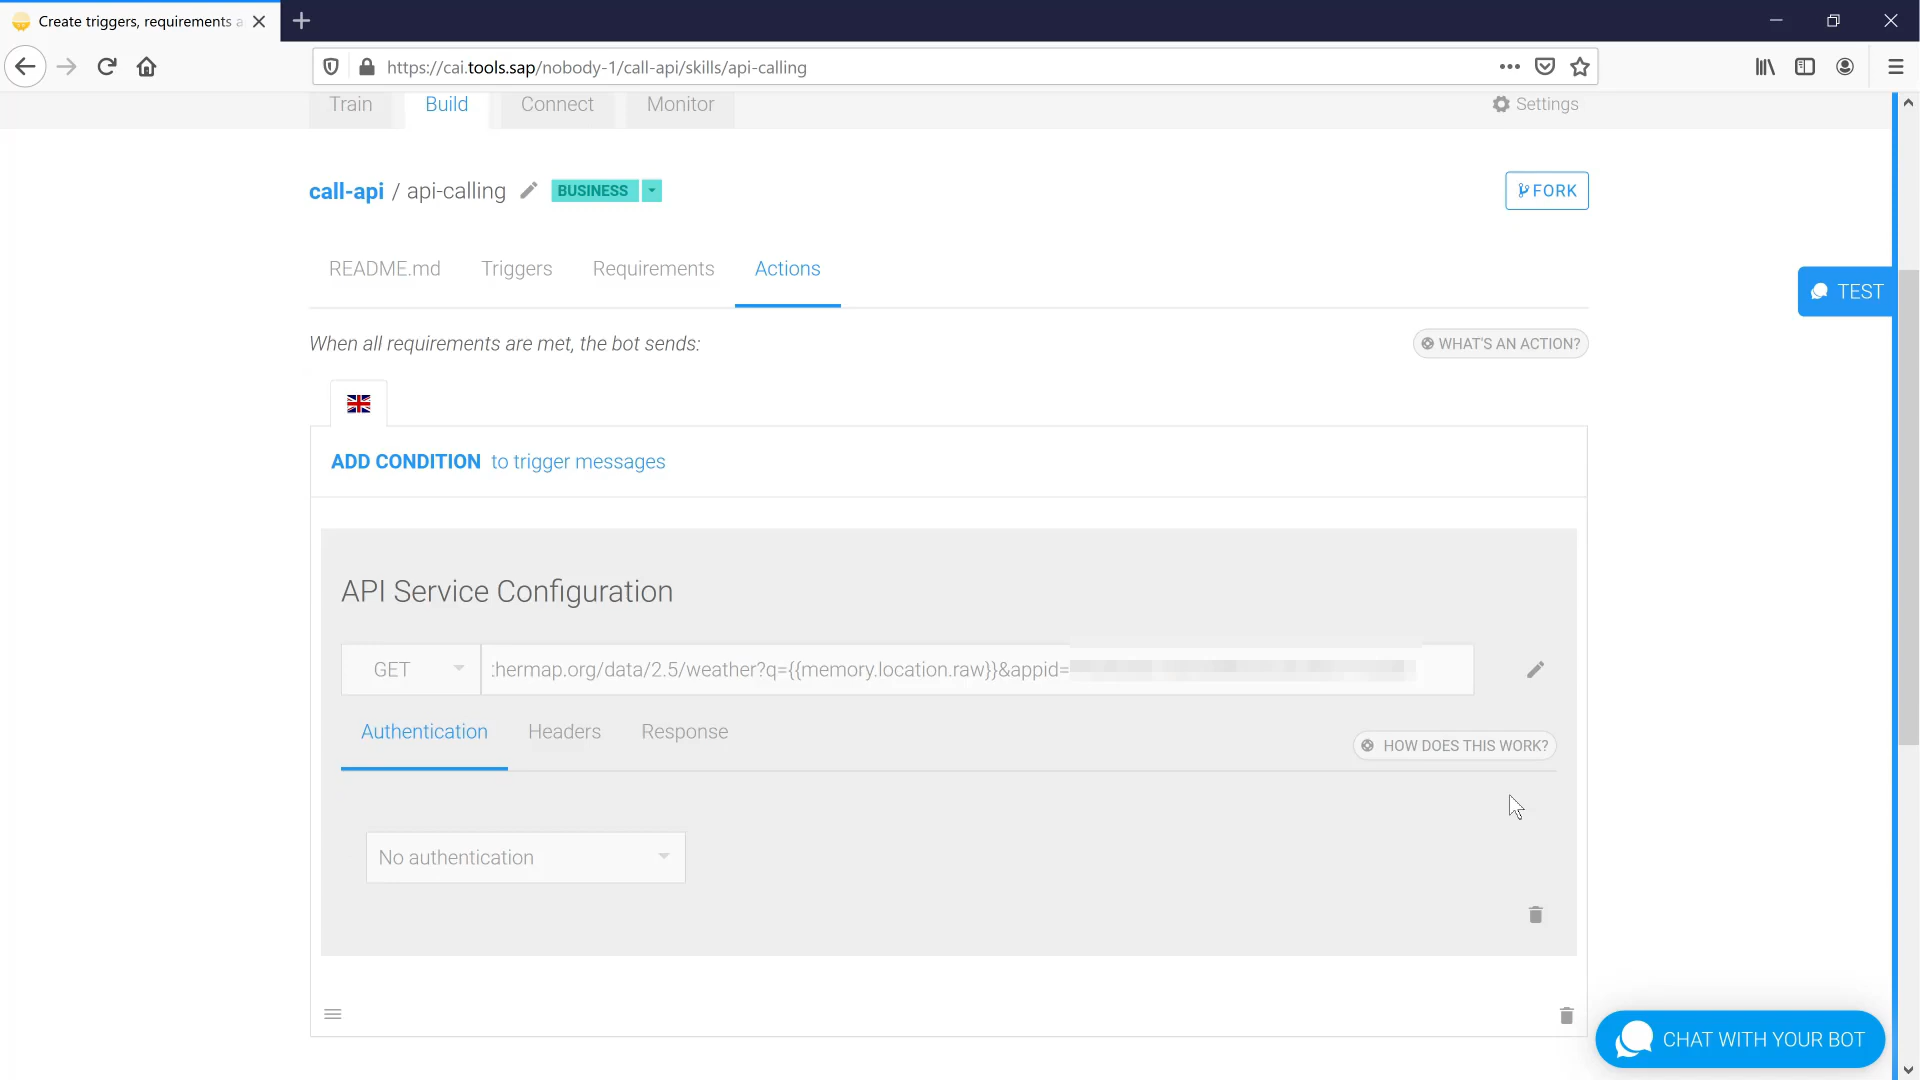 Create triggers, requirements a
https://cai.tools.sap/nobody-1/call-api/skills/api-calling
Train
Build
Connect
Monitor
Settings
call-api / api-calling
BUSINESS
FORK
README.md
Triggers
Requirements
Actions
TEST
When all requirements are met, the bot sends:
WHAT'S AN ACTION?
ADD CONDITION to trigger messages
API Service Configuration
GET
hermap.org/data/2.5/weather?q={{memory.location.raw}}&appid=
Authentication
Headers
Response
HOW DOES THIS WORK?
No authentication
CHAT WITH YOUR BOT